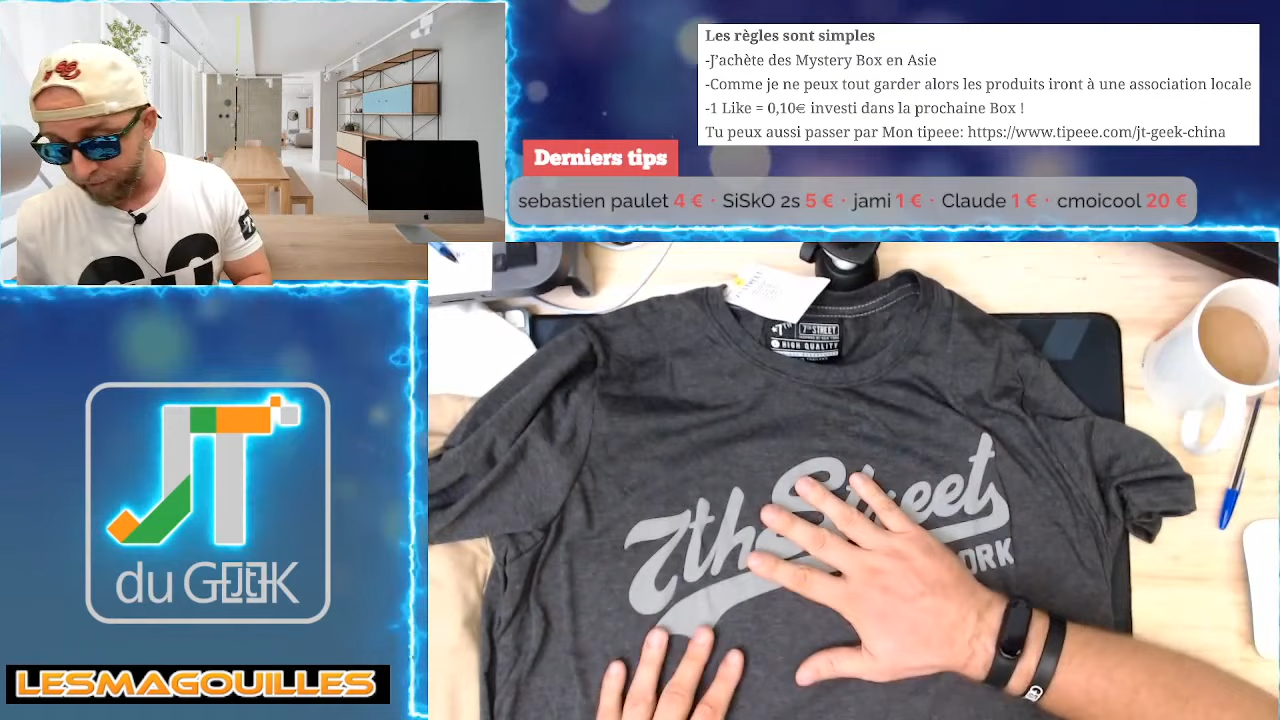 Les règles sont simples
-J'achète des Mystery Box en Asie
-Comme je ne peux tout garder alors les produits iront à une association locale
-1 Like = 0,10€ investi dans la prochaine Box !
Tu peux aussi passer par Mon tipeee: https://www.tipeee.com/jt-geek-china
Derniers tips
sebastien paulet 4 € · SiSkO 2s 5 € · jami 1 € · Claude 1 € · cmoicool 20 €
7TH STREET
HIGH QUALITY
7th Street
ORK
JT
du GEEK
LESMAGOUILLES